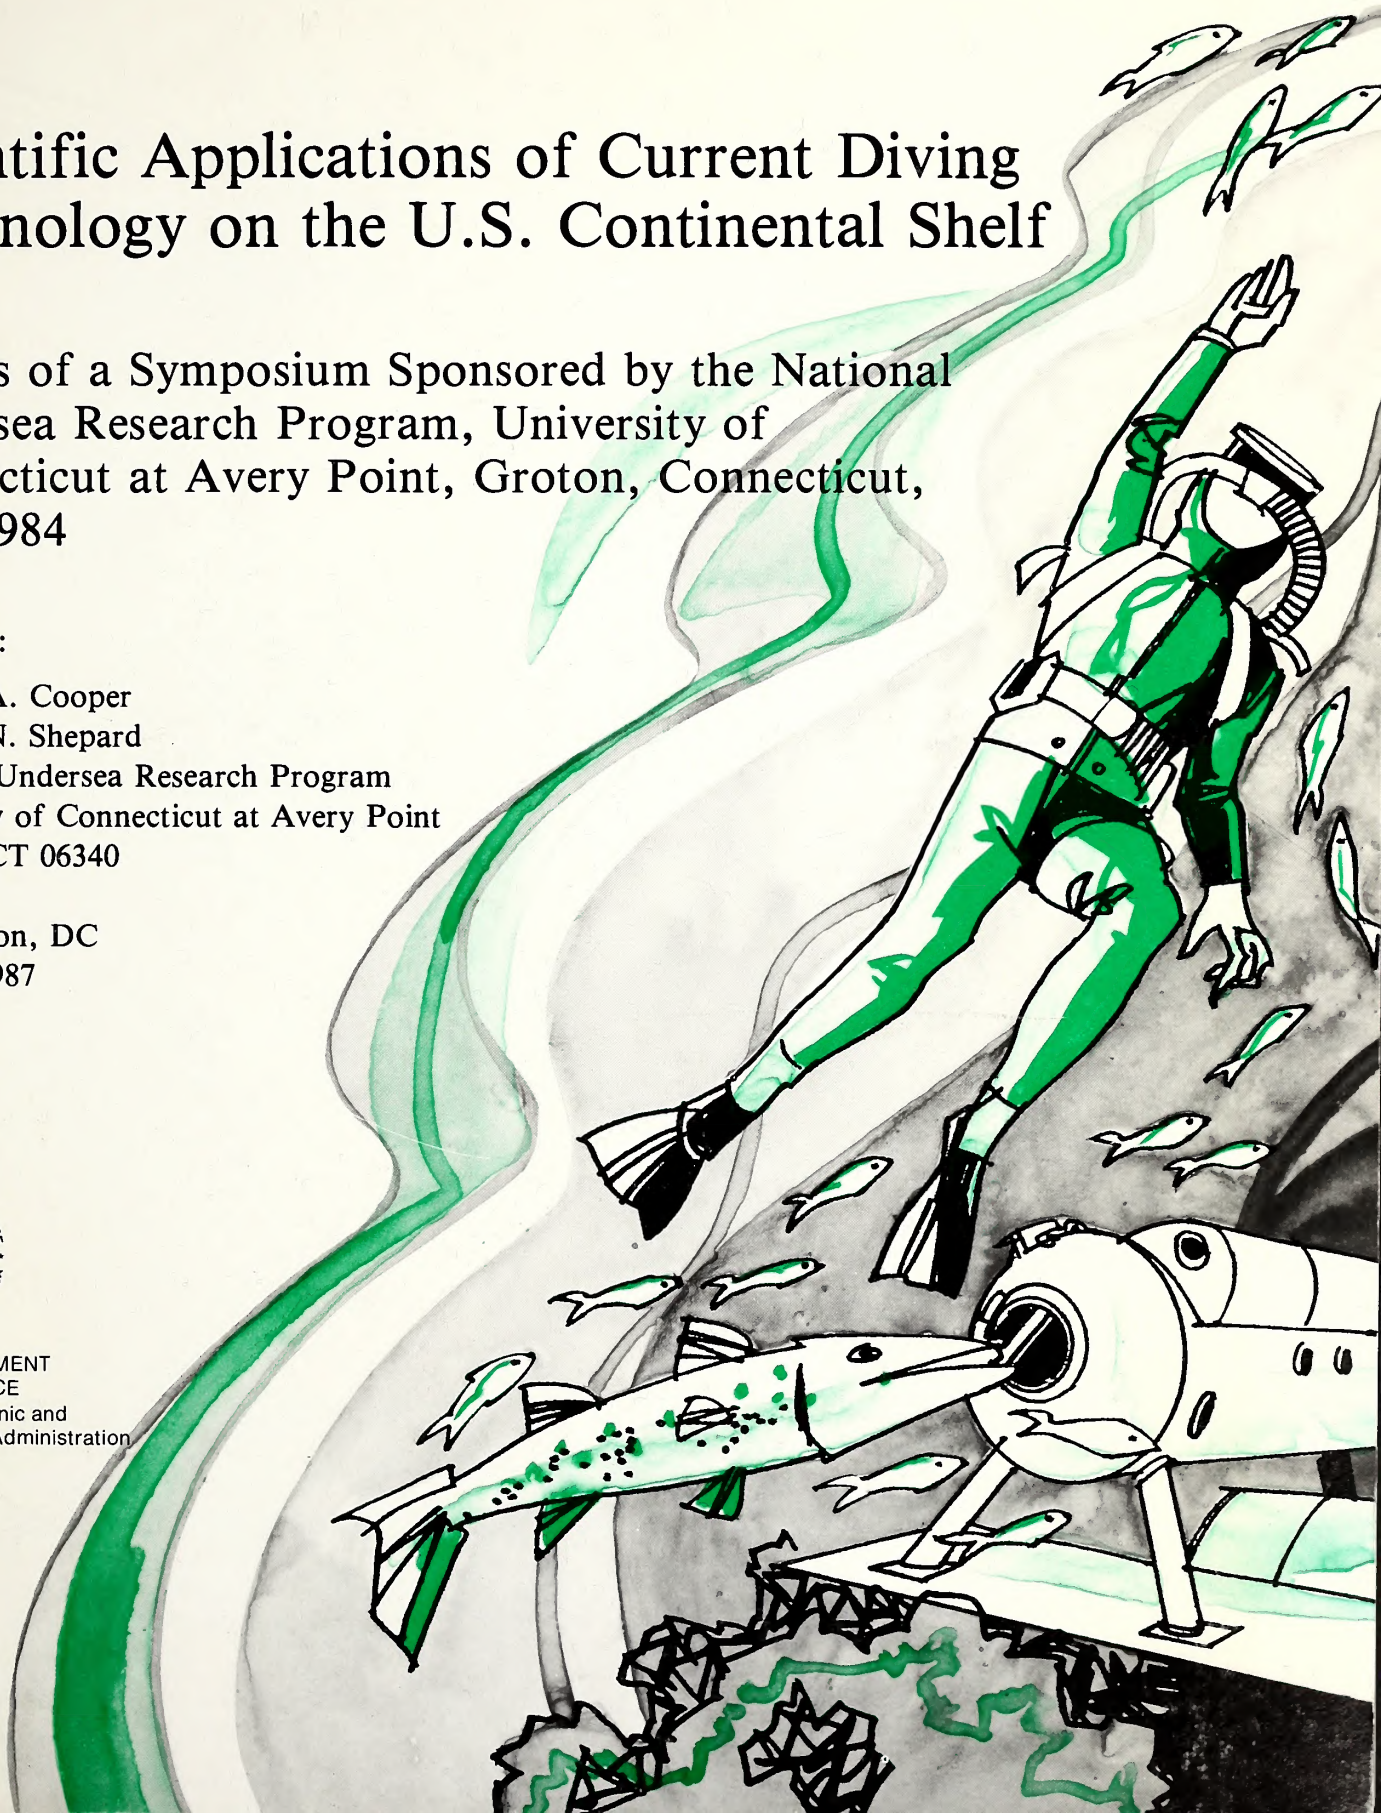 ntific Applications of Current Diving
nology on the U.S. Continental Shelf
s of a Symposium Sponsored by the National
sea Research Program, University of
cticut at Avery Point, Groton, Connecticut,
984
:
A. Cooper
N. Shepard
Undersea Research Program
y of Connecticut at Avery Point
CT 06340
on, DC
987
MENT
CE
nic and
Administration